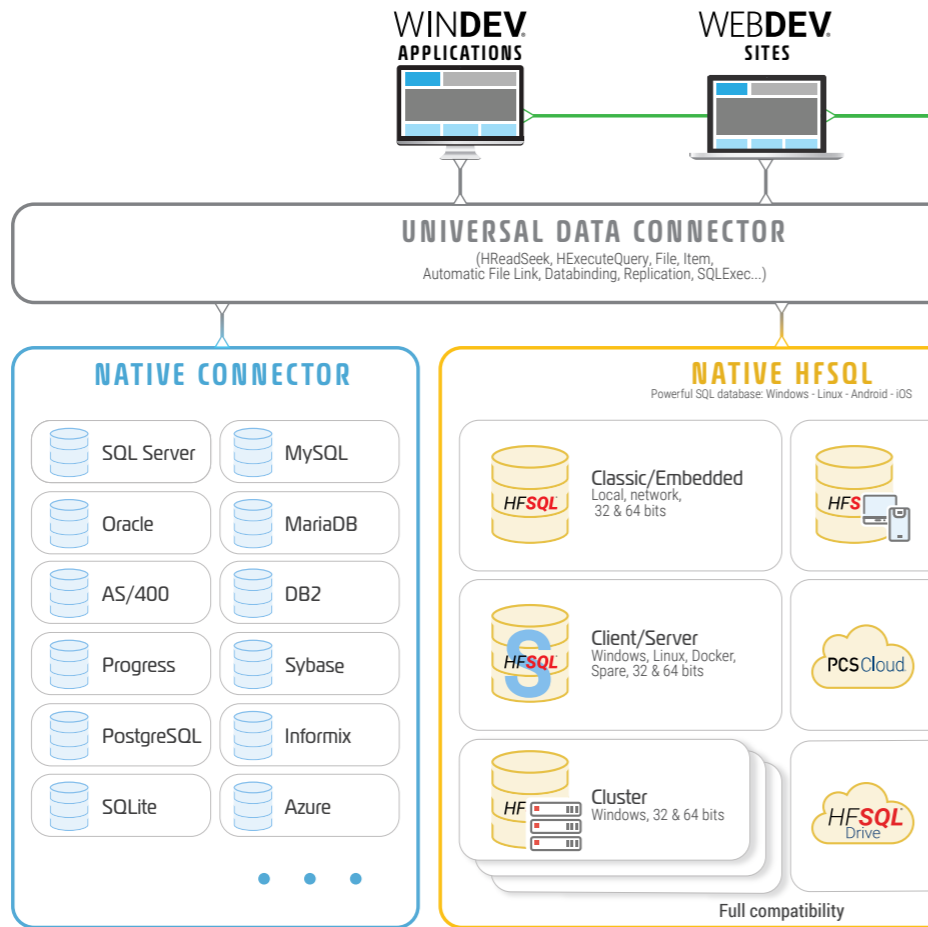 WINDEV®
APPLICATIONS
WEBDEV®
SITES
UNIVERSAL DATA CONNECTOR
(HReadSeek, HExecuteQuery, File, Item,
Automatic File Link, Databinding, Replication, SQLExec...)
NATIVE CONNECTOR
SQL Server
MySQL
Oracle
MariaDB
AS/400
DB2
Progress
Sybase
PostgreSQL
Informix
SQLite
Azure
NATIVE HFSQL
Powerful SQL database: Windows - Linux - Android - iOS
HFSQL
Classic/Embedded
Local, network,
32 & 64 bits
HFS
S
HFSQL
Client/Server
Windows, Linux, Docker,
Spare, 32 & 64 bits
PCSCloud
HF
Cluster
Windows, 32 & 64 bits
HFSQL
Drive
Full compatibility